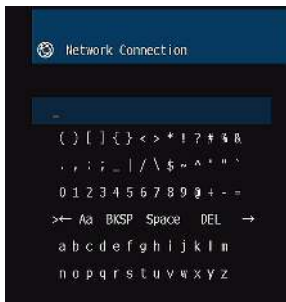 Network Connection
_
( ) [ ] { } < > * ! ? # % &
. , : ; _ | / \ $ ~ ^ ' " `
0 1 2 3 4 5 6 7 8 9 @ + - =
>← Aa BKSP Space DEL →
a b c d e f g h i j k l m
n o p q r s t u v w x y z